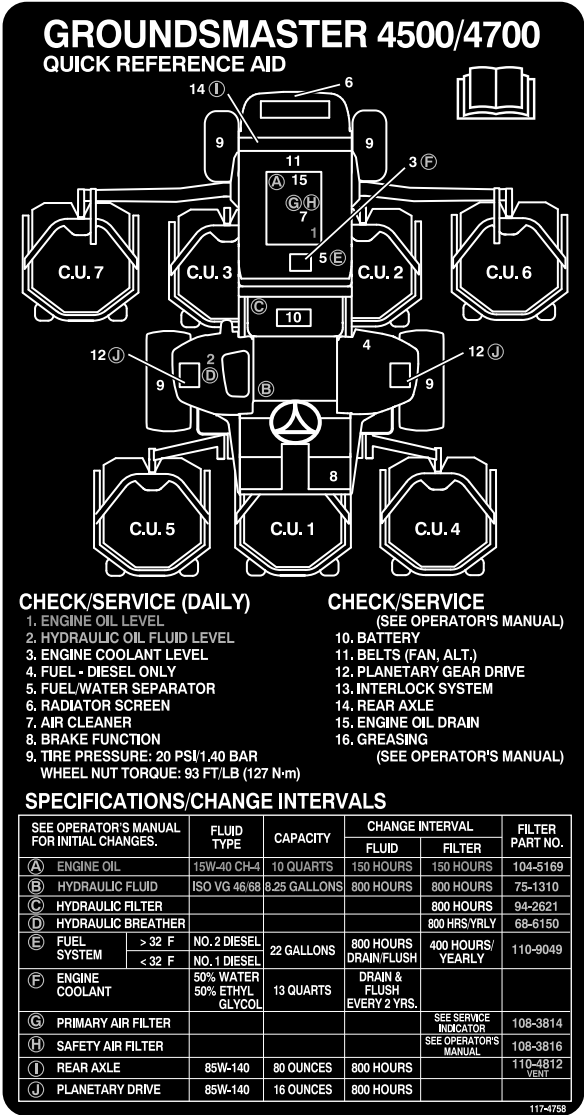 GROUNDSMASTER 4500/4700
QUICK REFERENCE AID
14 I
6
9
9
11
A 15
3 F
G H
7
1
5 E
C.U. 7
C.U. 3
C.U. 2
C.U. 6
C
10
12 J
2
D
4
12 J
9
B
9
8
C.U. 5
C.U. 1
C.U. 4
CHECK/SERVICE (DAILY)
1. ENGINE OIL LEVEL
2. HYDRAULIC OIL FLUID LEVEL
3. ENGINE COOLANT LEVEL
4. FUEL - DIESEL ONLY
5. FUEL/WATER SEPARATOR
6. RADIATOR SCREEN
7. AIR CLEANER
8. BRAKE FUNCTION
9. TIRE PRESSURE: 20 PSI/1.40 BAR
WHEEL NUT TORQUE: 93 FT/LB (127 N·m)
CHECK/SERVICE
(SEE OPERATOR'S MANUAL)
10. BATTERY
11. BELTS (FAN, ALT.)
12. PLANETARY GEAR DRIVE
13. INTERLOCK SYSTEM
14. REAR AXLE
15. ENGINE OIL DRAIN
16. GREASING
(SEE OPERATOR'S MANUAL)
SPECIFICATIONS/CHANGE INTERVALS
SEE OPERATOR'S MANUAL
FOR INITIAL CHANGES.
FLUID
TYPE
CAPACITY
CHANGE INTERVAL
FLUID
FILTER
FILTER
PART NO.
A ENGINE OIL 15W-40 CH-4 10 QUARTS 150 HOURS 150 HOURS 104-5169
B HYDRAULIC FLUID ISO VG 46/68 8.25 GALLONS 800 HOURS 800 HOURS 75-1310
C HYDRAULIC FILTER 800 HOURS 94-2621
D HYDRAULIC BREATHER 800 HRS/YRLY 68-6150
E FUEL
SYSTEM
> 32 F NO. 2 DIESEL
< 32 F NO. 1 DIESEL
22 GALLONS
800 HOURS
DRAIN/FLUSH
400 HOURS/
YEARLY
110-9049
F ENGINE
COOLANT
50% WATER
50% ETHYL
GLYCOL
13 QUARTS
DRAIN &
FLUSH
EVERY 2 YRS.
G PRIMARY AIR FILTER
SEE SERVICE
INDICATOR
108-3814
H SAFETY AIR FILTER
SEE OPERATOR'S
MANUAL
108-3816
I REAR AXLE 85W-140 80 OUNCES 800 HOURS
110-4812
VENT
J PLANETARY DRIVE 85W-140 16 OUNCES 800 HOURS
117-4758